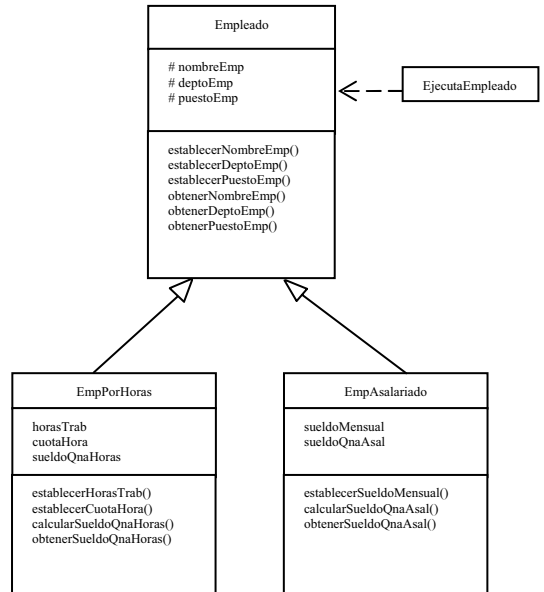 Empleado
# nombreEmp
# deptoEmp
# puestoEmp
EjecutaEmpleado
establecerNombreEmp()
establecerDeptoEmp()
establecerPuestoEmp()
obtenerNombreEmp()
obtenerDeptoEmp()
obtenerPuestoEmp()
EmpPorHoras
horasTrab
cuotaHora
sueldoQnaHoras
establecerHorasTrab()
establecerCuotaHora()
calcularSueldoQnaHoras()
obtenerSueldoQnaHoras()
EmpAsalariado
sueldoMensual
sueldoQnaAsal
establecerSueldoMensual()
calcularSueldoQnaAsal()
obtenerSueldoQnaAsal()